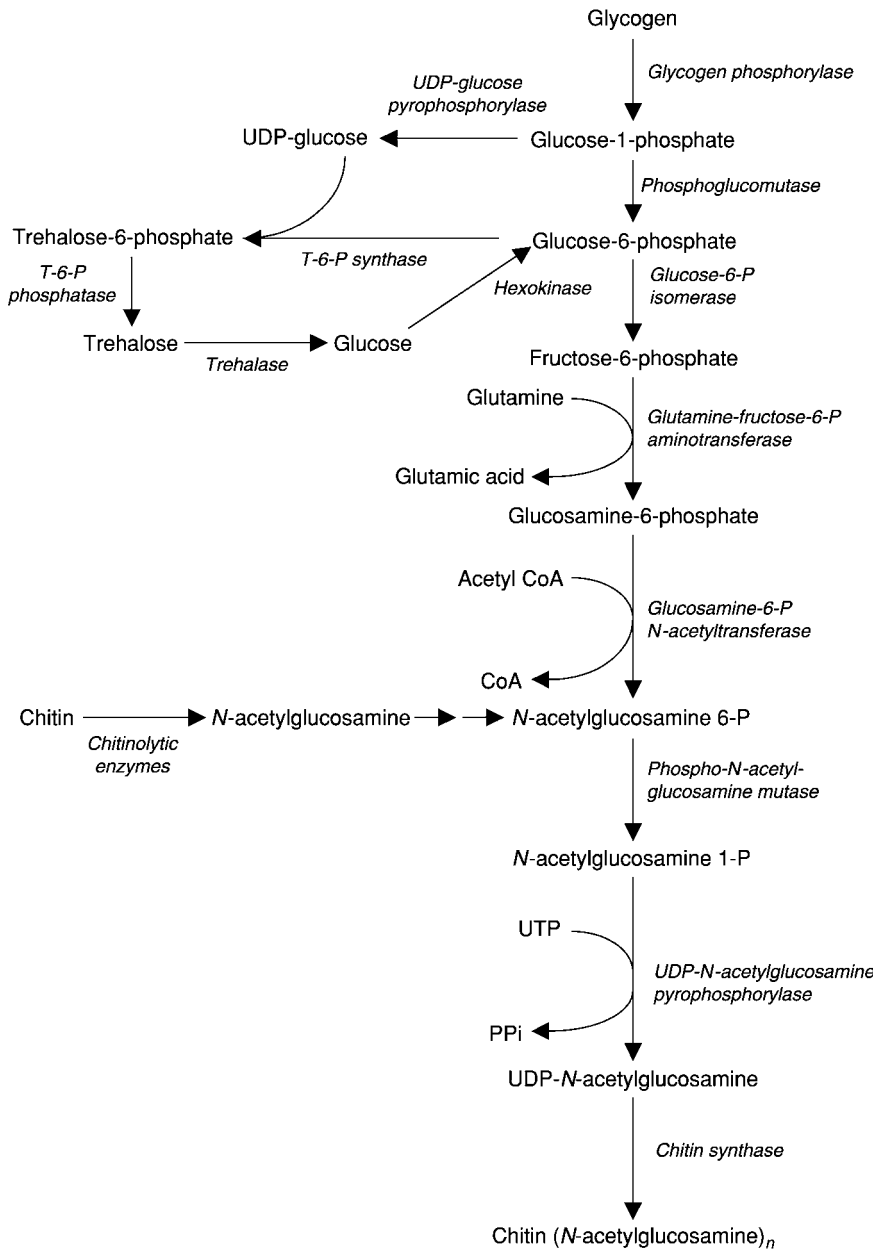 Glycogen
Glycogen phosphorylase
UDP-glucose
pyrophosphorylase
UDP-glucose
Glucose-1-phosphate
Phosphoglucomutase
Trehalose-6-phosphate
Glucose-6-phosphate
T-6-P synthase
T-6-P
phosphatase
Hexokinase
Glucose-6-P
isomerase
Trehalose
Glucose
Trehalase
Fructose-6-phosphate
Glutamine
Glutamine-fructose-6-P
aminotransferase
Glutamic acid
Glucosamine-6-phosphate
Acetyl CoA
Glucosamine-6-P
N-acetyltransferase
CoA
Chitin
N-acetylglucosamine
N-acetylglucosamine 6-P
Chitinolytic
enzymes
Phospho-N-acetyl-
glucosamine mutase
N-acetylglucosamine 1-P
UTP
UDP-N-acetylglucosamine
pyrophosphorylase
PPi
UDP-N-acetylglucosamine
Chitin synthase
Chitin (N-acetylglucosamine)n